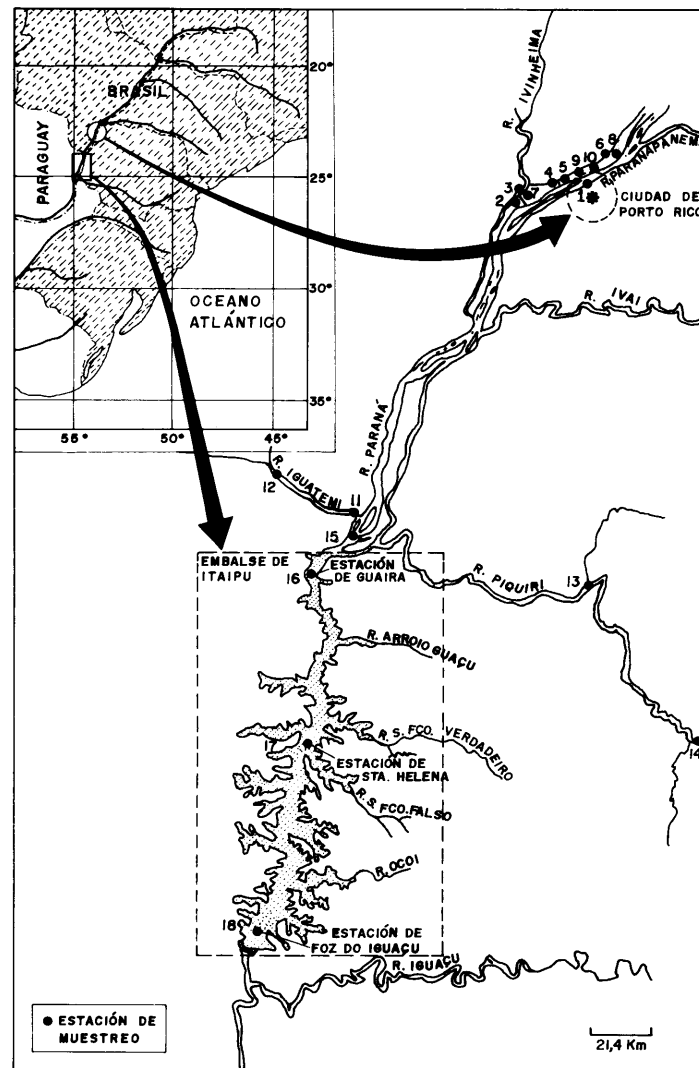 20°
BRASIL
PARAGUAY
25°
30°
OCEANO
ATLÁNTICO
35°
55°
50°
45°
R. IVINHEIMA
6 8
9 10
4 5
R. PARANAPANEMA
3
7
2
1
CIUDAD DE
PORTO RICO
R. IVAI
R. PARANÁ
R. IGUATEMI
12
11
15
EMBALSE DE
ITAIPU
16
ESTACIÓN
DE GUAIRA
R. PIQUIRI
13
R. ARROIO GUAÇU
R. S. FCO. VERDADEIRO
17
ESTACIÓN DE
STA. HELENA
14
R. S. FCO. FALSO
R. OCOI
18
ESTACIÓN DE
FOZ DO IGUAÇU
R. IGUAÇU
ESTACIÓN DE
MUESTREO
21,4 Km